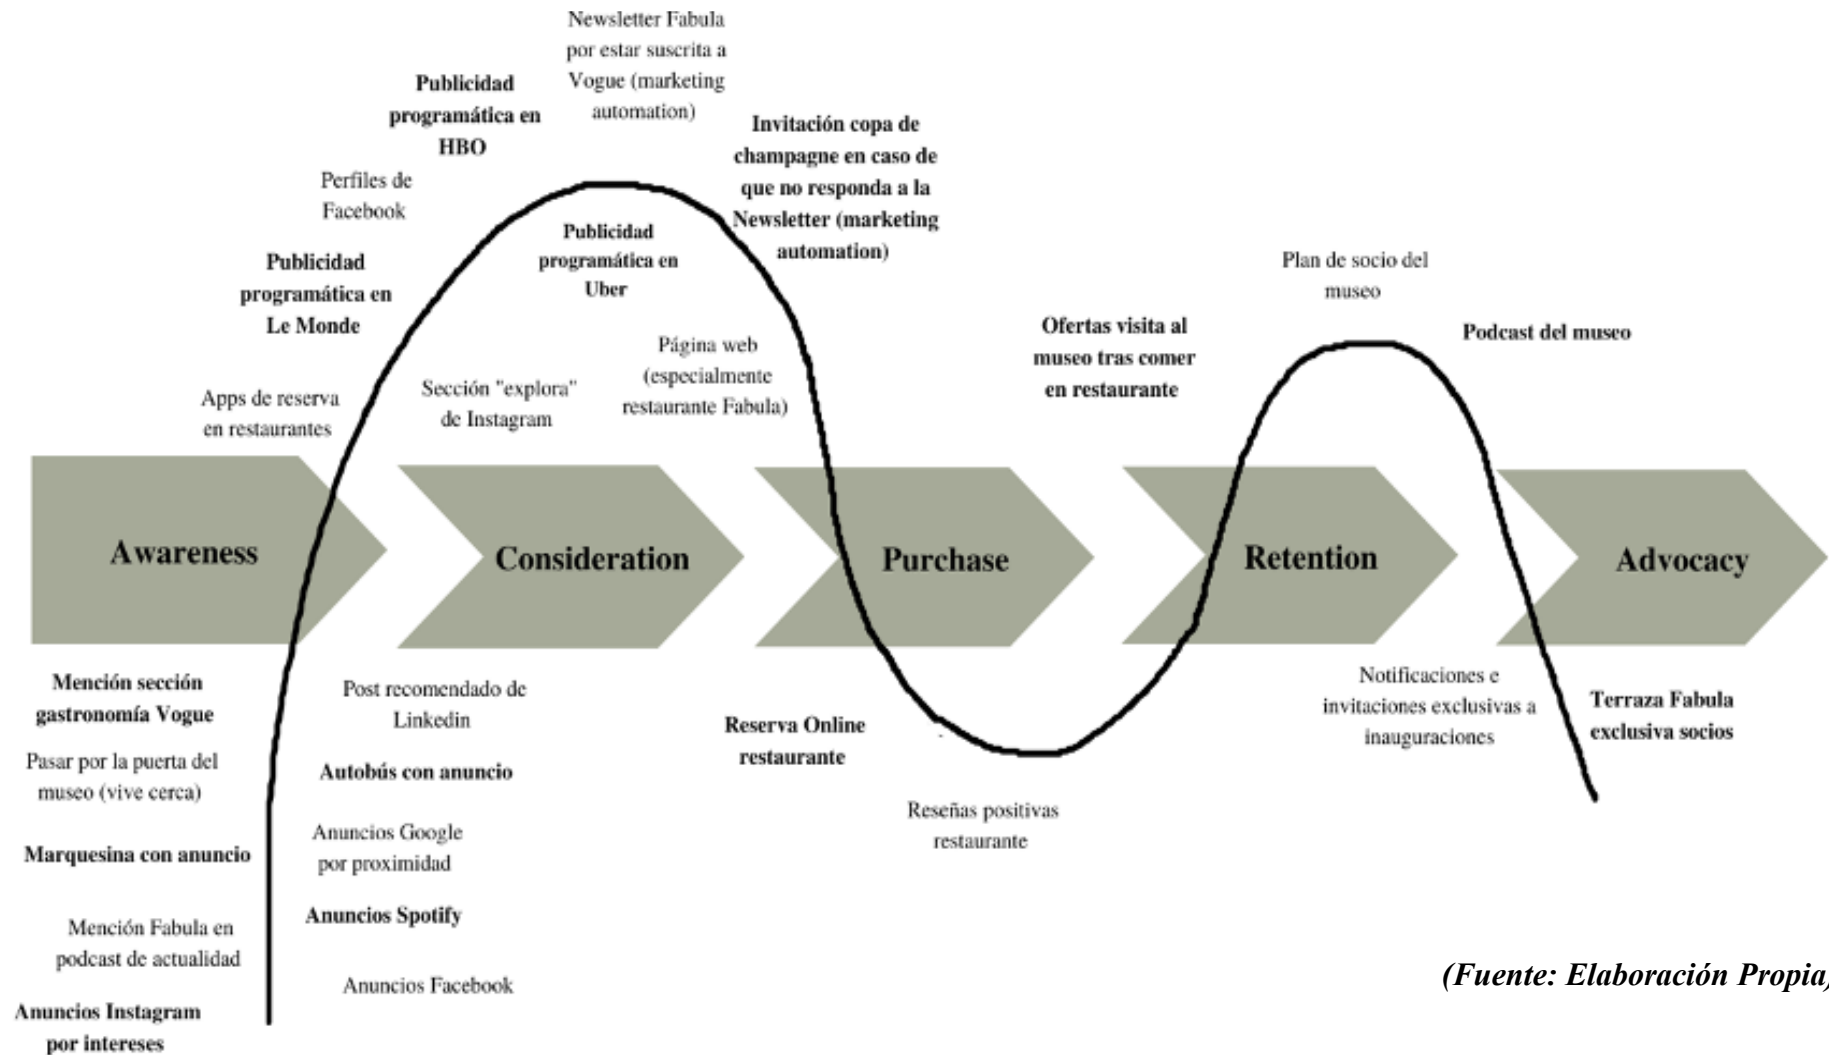 Newsletter Fabula
por estar suscrita a
Vogue (marketing
automation)
Publicidad
programática en
HBO
Invitación copa de
champagne en caso de
que no responda a la
Newsletter (marketing
automation)
Perfiles de
Facebook
Publicidad
programática en
Uber
Publicidad
programática en
Le Monde
Plan de socio del
museo
Ofertas visita al
museo tras comer
en restaurante
Podcast del museo
Página web
(especialmente
restaurante Fabula)
Sección "explora"
de Instagram
Apps de reserva
en restaurantes
Awareness
Consideration
Purchase
Retention
Advocacy
Mención sección
gastronomía Vogue
Pasar por la puerta del
museo (vive cerca)
Marquesina con anuncio
Mención Fabula en
podcast de actualidad
Anuncios Instagram
por intereses
Post recomendado de
Linkedin
Autobús con anuncio
Anuncios Google
por proximidad
Anuncios Spotify
Anuncios Facebook
Reserva Online
restaurante
Reseñas positivas
restaurante
Notificaciones e
invitaciones exclusivas a
inauguraciones
Terraza Fabula
exclusiva socios
(Fuente: Elaboración Propia)